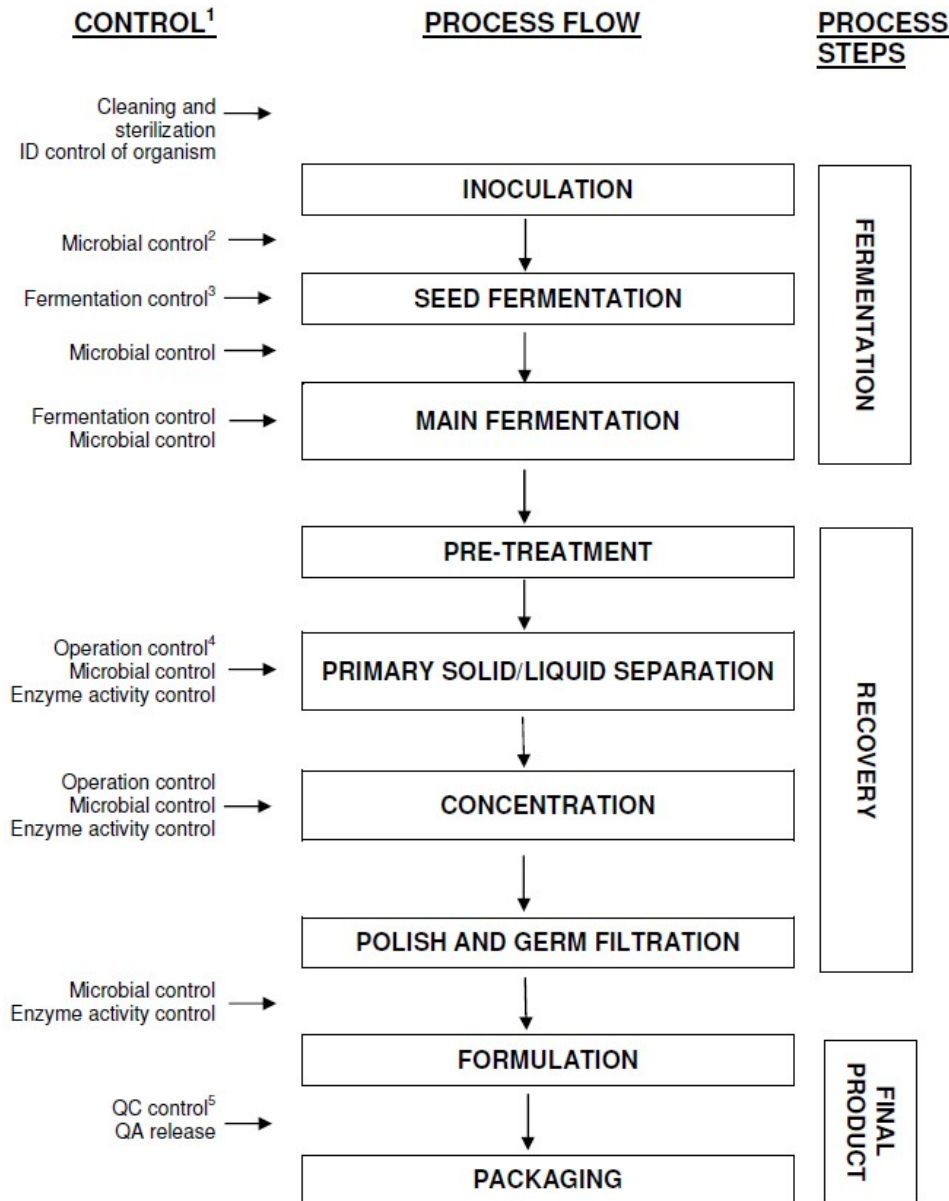 CONTROL¹
PROCESS FLOW
PROCESS
STEPS
Cleaning and
sterilization
ID control of organism
INOCULATION
Microbial control²
Fermentation control³
SEED FERMENTATION
Microbial control
Fermentation control
Microbial control
MAIN FERMENTATION
FERMENTATION
PRE-TREATMENT
Operation control⁴
Microbial control
Enzyme activity control
PRIMARY SOLID/LIQUID SEPARATION
Operation control
Microbial control
Enzyme activity control
CONCENTRATION
POLISH AND GERM FILTRATION
RECOVERY
Microbial control
Enzyme activity control
FORMULATION
QC control⁵
QA release
PACKAGING
FINAL
PRODUCT